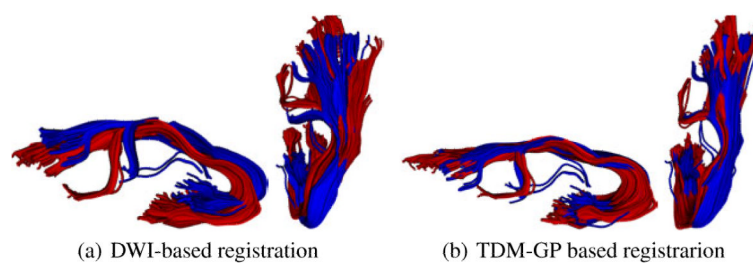 (a) DWI-based registration
(b) TDM-GP based registrarion